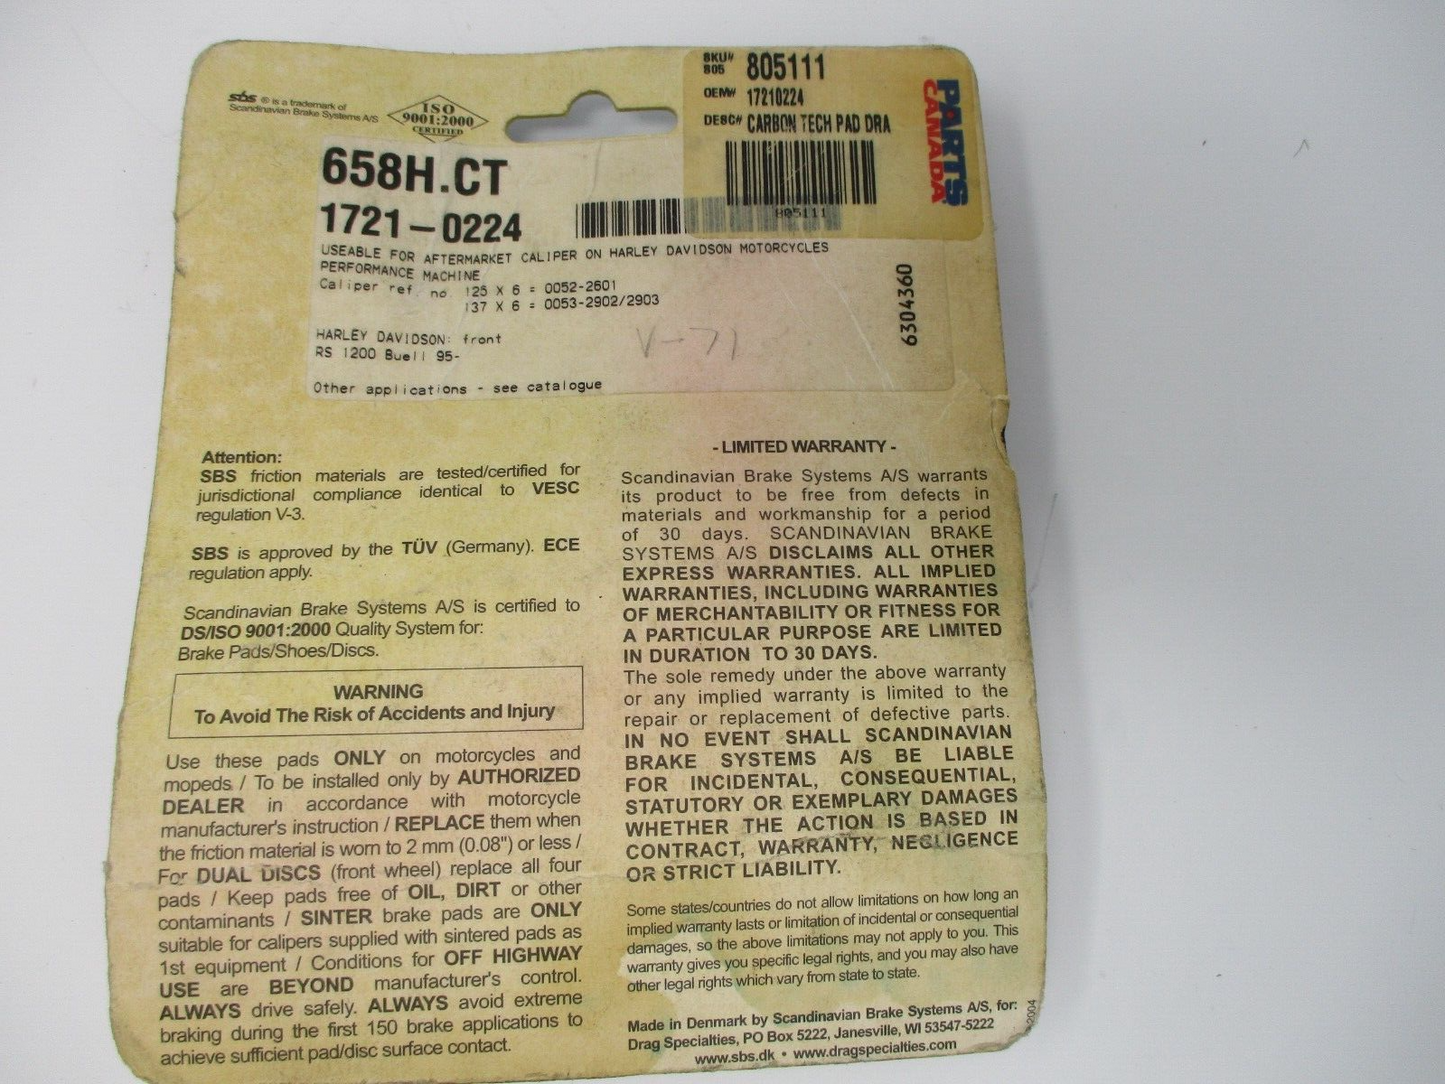 sbs ® is a trademark of
Scandinavian Brake Systems A/S
ISO
9001:2000
CERTIFIED
SKU# 805111
805
OEM# 17210224
DESC# CARBON TECH PAD DRA
805111
PARTS
CANADA
658H.CT
1721-0224
USEABLE FOR AFTERMARKET CALIPER ON HARLEY DAVIDSON MOTORCYCLES
PERFORMANCE MACHINE
Caliper ref. no. 125 X 6 = 0052-2601
137 X 6 = 0053-2902/2903
HARLEY DAVIDSON: front
RS 1200 Buell 95-
Other applications - see catalogue
V-71
6304360
Attention:
SBS friction materials are tested/certified for
jurisdictional compliance identical to VESC
regulation V-3.
SBS is approved by the TÜV (Germany). ECE
regulation apply.
Scandinavian Brake Systems A/S is certified to
DS/ISO 9001:2000 Quality System for:
Brake Pads/Shoes/Discs.
WARNING
To Avoid The Risk of Accidents and Injury
Use these pads ONLY on motorcycles and
mopeds / To be installed only by AUTHORIZED
DEALER in accordance with motorcycle
manufacturer's instruction / REPLACE them when
the friction material is worn to 2 mm (0.08") or less /
For DUAL DISCS (front wheel) replace all four
pads / Keep pads free of OIL, DIRT or other
contaminants / SINTER brake pads are ONLY
suitable for calipers supplied with sintered pads as
1st equipment / Conditions for OFF HIGHWAY
USE are BEYOND manufacturer's control.
ALWAYS drive safely. ALWAYS avoid extreme
braking during the first 150 brake applications to
achieve sufficient pad/disc surface contact.
- LIMITED WARRANTY -
Scandinavian Brake Systems A/S warrants
its product to be free from defects in
materials and workmanship for a period
of 30 days. SCANDINAVIAN BRAKE
SYSTEMS A/S DISCLAIMS ALL OTHER
EXPRESS WARRANTIES. ALL IMPLIED
WARRANTIES, INCLUDING WARRANTIES
OF MERCHANTABILITY OR FITNESS FOR
A PARTICULAR PURPOSE ARE LIMITED
IN DURATION TO 30 DAYS.
The sole remedy under the above warranty
or any implied warranty is limited to the
repair or replacement of defective parts.
IN NO EVENT SHALL SCANDINAVIAN
BRAKE SYSTEMS A/S BE LIABLE
FOR INCIDENTAL, CONSEQUENTIAL,
STATUTORY OR EXEMPLARY DAMAGES
WHETHER THE ACTION IS BASED IN
CONTRACT, WARRANTY, NEGLIGENCE
OR STRICT LIABILITY.
Some states/countries do not allow limitations on how long an
implied warranty lasts or limitation of incidental or consequential
damages, so the above limitations may not apply to you. This
warranty gives you specific legal rights, and you may also have
other legal rights which vary from state to state.
Made in Denmark by Scandinavian Brake Systems A/S, for:
Drag Specialties, PO Box 5222, Janesville, WI 53547-5222
www.sbs.dk • www.dragspecialties.com